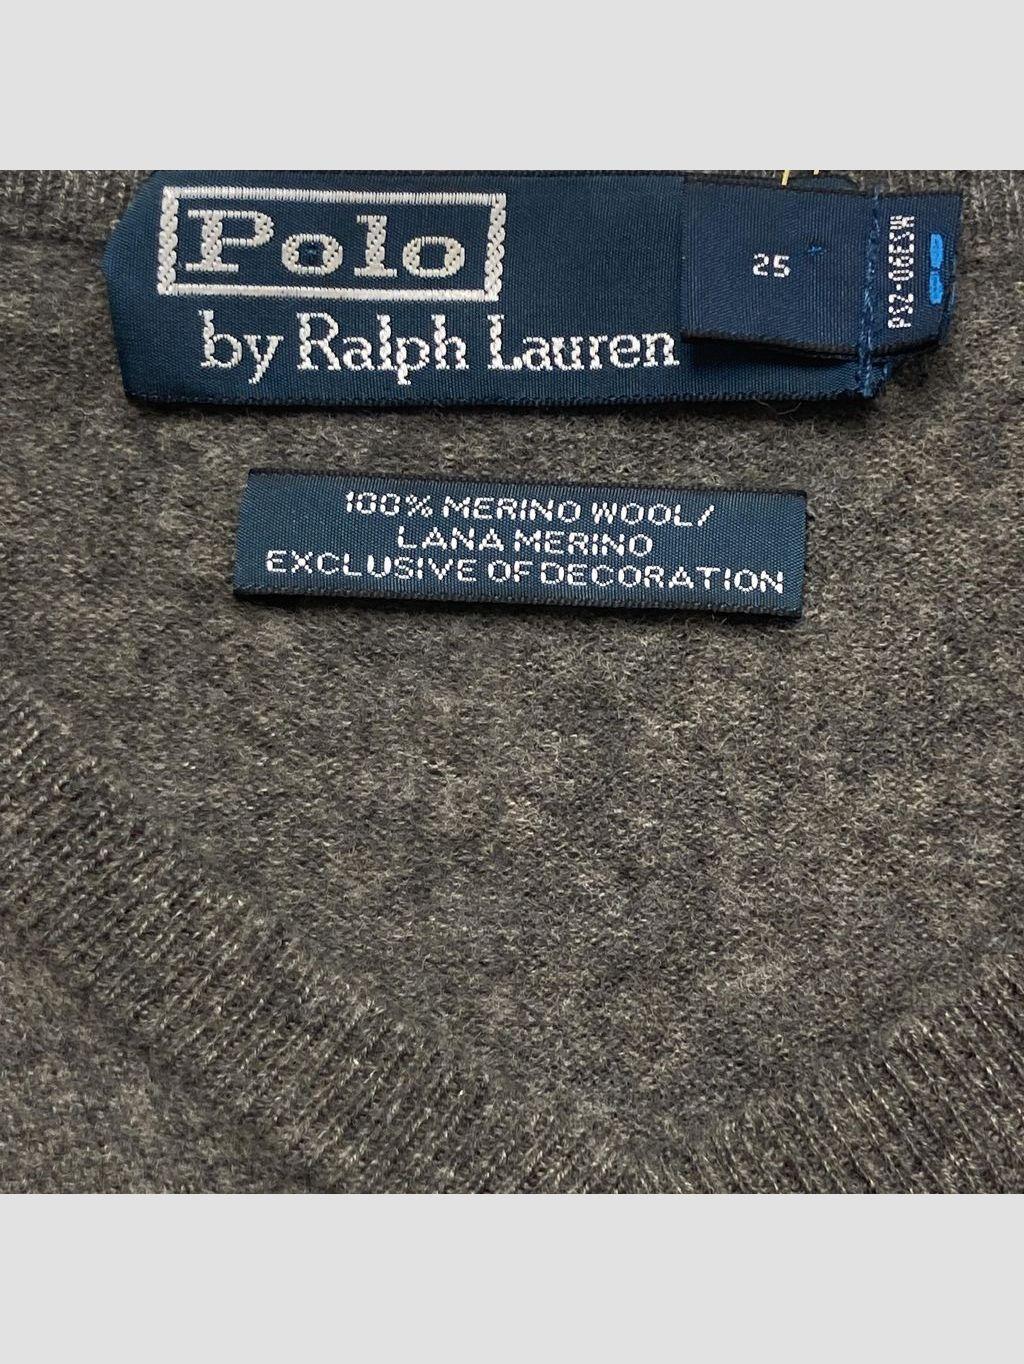 Polo
by Ralph Lauren
25
100% MERINO WOOL/
LANA MERINO
EXCLUSIVE OF DECORATION